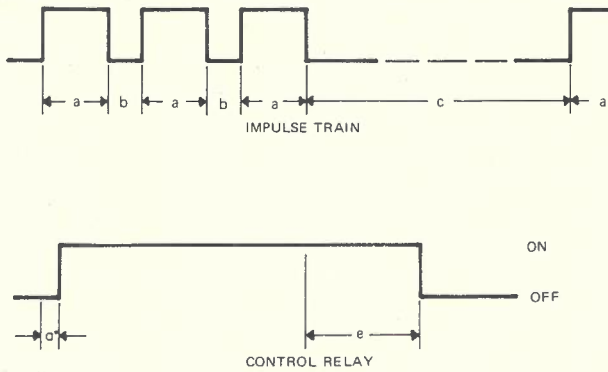 a b a b a c a
IMPULSE TRAIN
ON
OFF
a* e
CONTROL RELAY